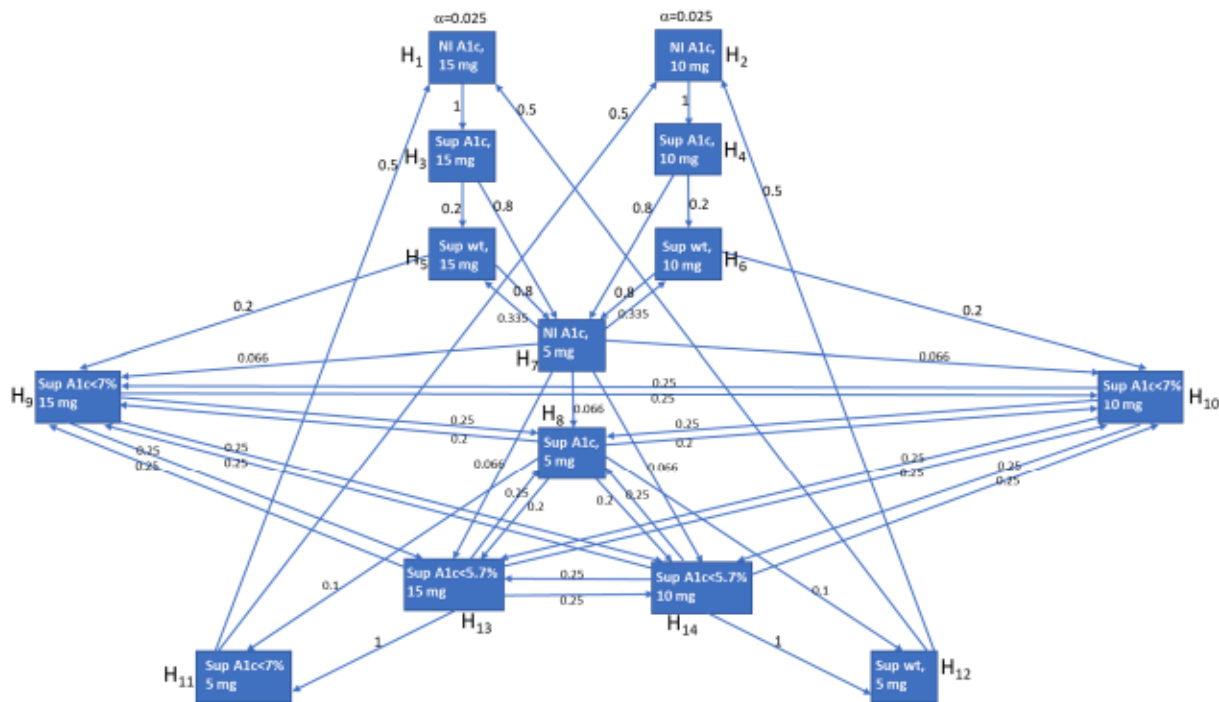 α=0.025 α=0.025
H1 NI A1c, 15 mg NI A1c, 10 mg H2
0.5 0.5
1 1
H3 Sup A1c, 15 mg Sup A1c, 10 mg H4
0.5 0.5
0.2 0.8 0.8 0.2
H5 Sup wt, 15 mg Sup wt, 10 mg H6
0.8 0.8
0.2 0.335 0.335 0.2
NI A1c, 5 mg
H7
0.066 0.066
H9 Sup A1c<7% 15 mg Sup A1c<7% 10 mg H10
0.25
0.25
0.066
H8
0.25 0.25
0.2 0.2
Sup A1c, 5 mg
0.25 0.25 0.25
0.25 0.25 0.25
0.25 0.25
0.066 0.066
0.25 0.25
0.2 0.2
Sup A1c<5.7% 15 mg Sup A1c<5.7% 10 mg
0.25
0.25
0.1 0.1
H13 H14
1 1
H11 Sup A1c<7% 5 mg Sup wt, 5 mg H12